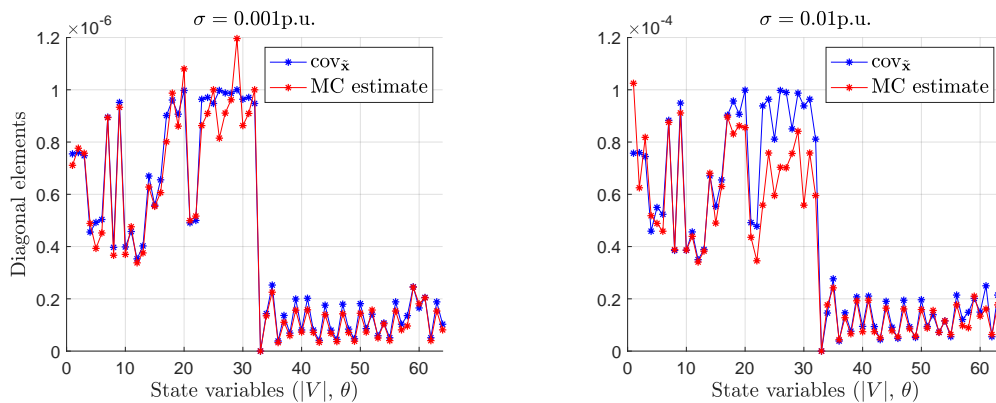 σ = 0.001p.u.
×10⁻⁶
1.2
1
0.8
0.6
0.4
0.2
0
0 10 20 30 40 50 60
Diagonal elements
State variables (|V|, θ)
cov_x̃
MC estimate
σ = 0.01p.u.
×10⁻⁴
1.2
1
0.8
0.6
0.4
0.2
0
0 10 20 30 40 50 60
State variables (|V|, θ)
cov_x̃
MC estimate